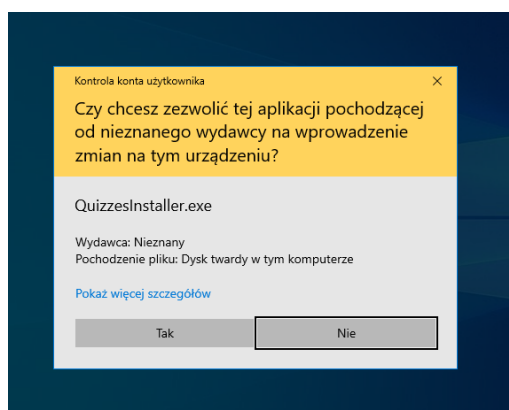 Kontrola konta użytkownika
Czy chcesz zezwolić tej aplikacji pochodzącej
od nieznanego wydawcy na wprowadzenie
zmian na tym urządzeniu?
QuizzesInstaller.exe
Wydawca: Nieznany
Pochodzenie pliku: Dysk twardy w tym komputerze
Pokaż więcej szczegółów
Tak
Nie